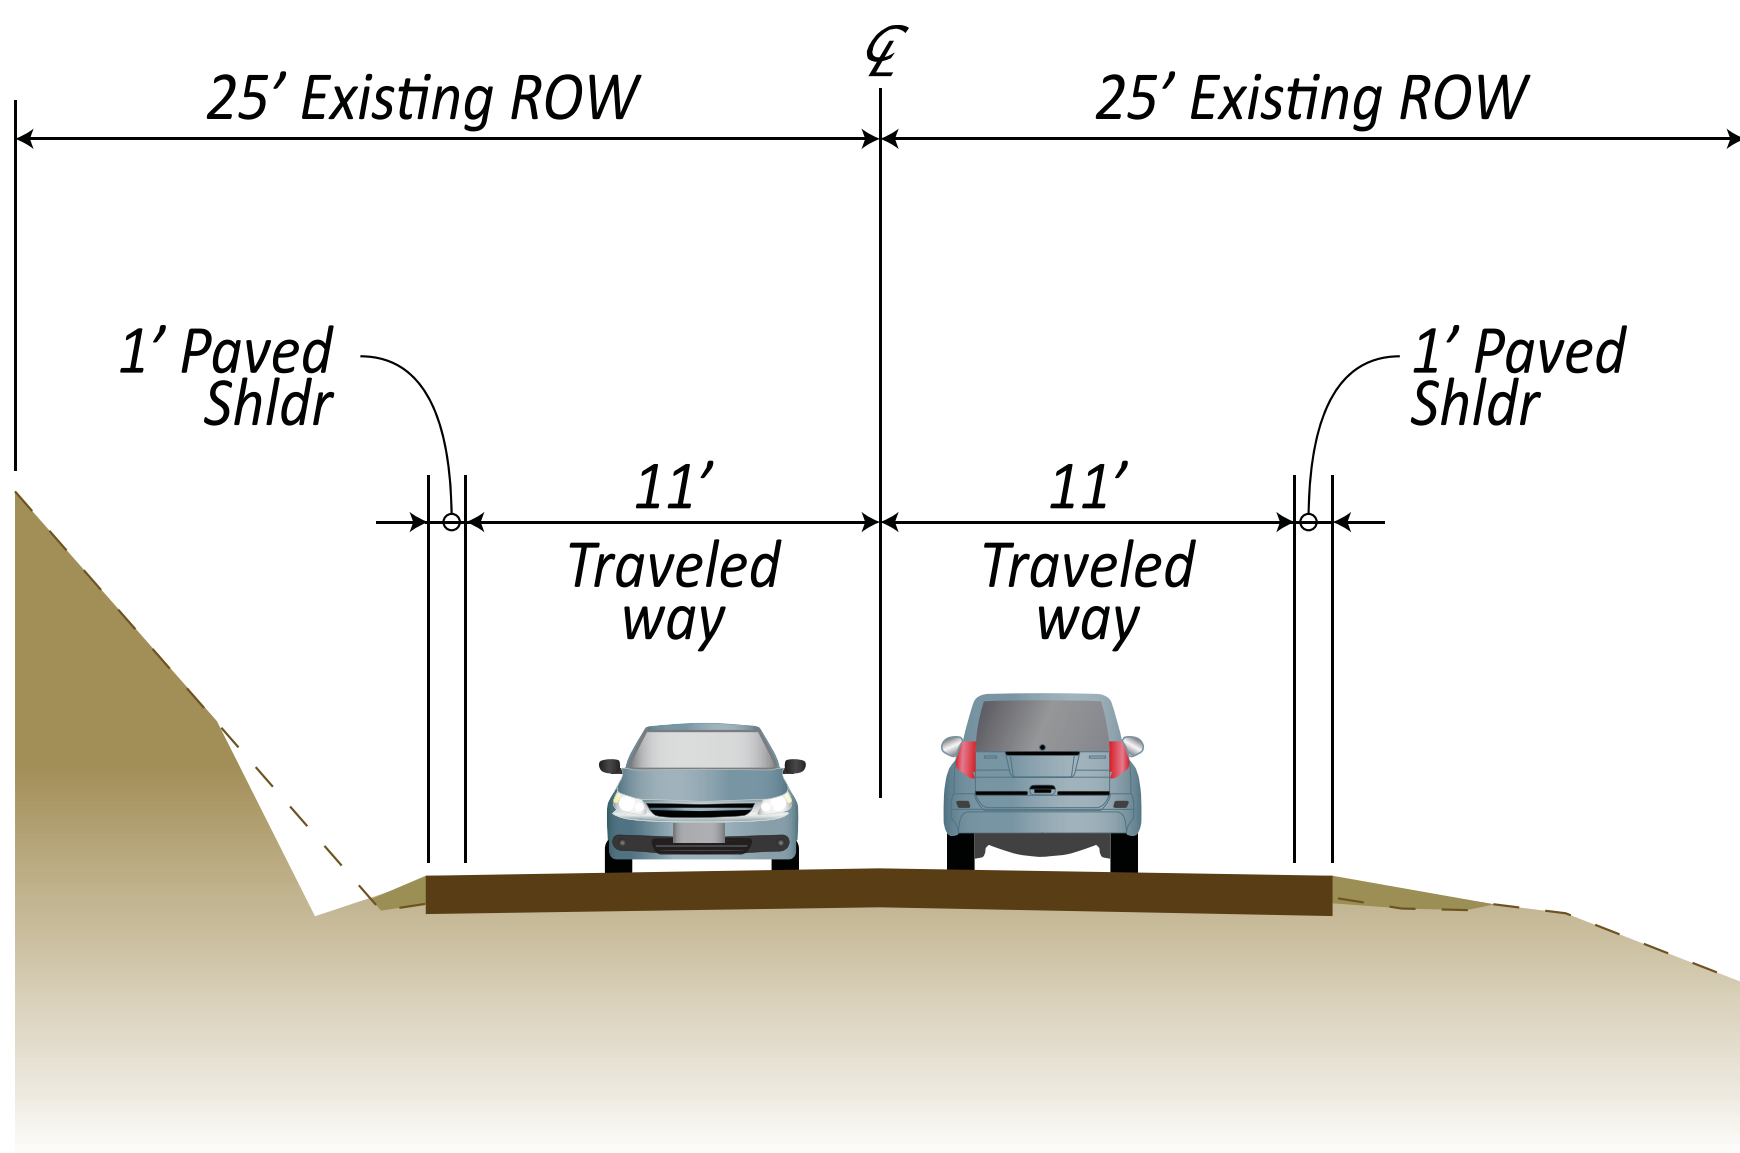 ℄
25’ Existing ROW
25’ Existing ROW
1’ Paved
Shldr
1’ Paved
Shldr
11’
Traveled
way
11’
Traveled
way